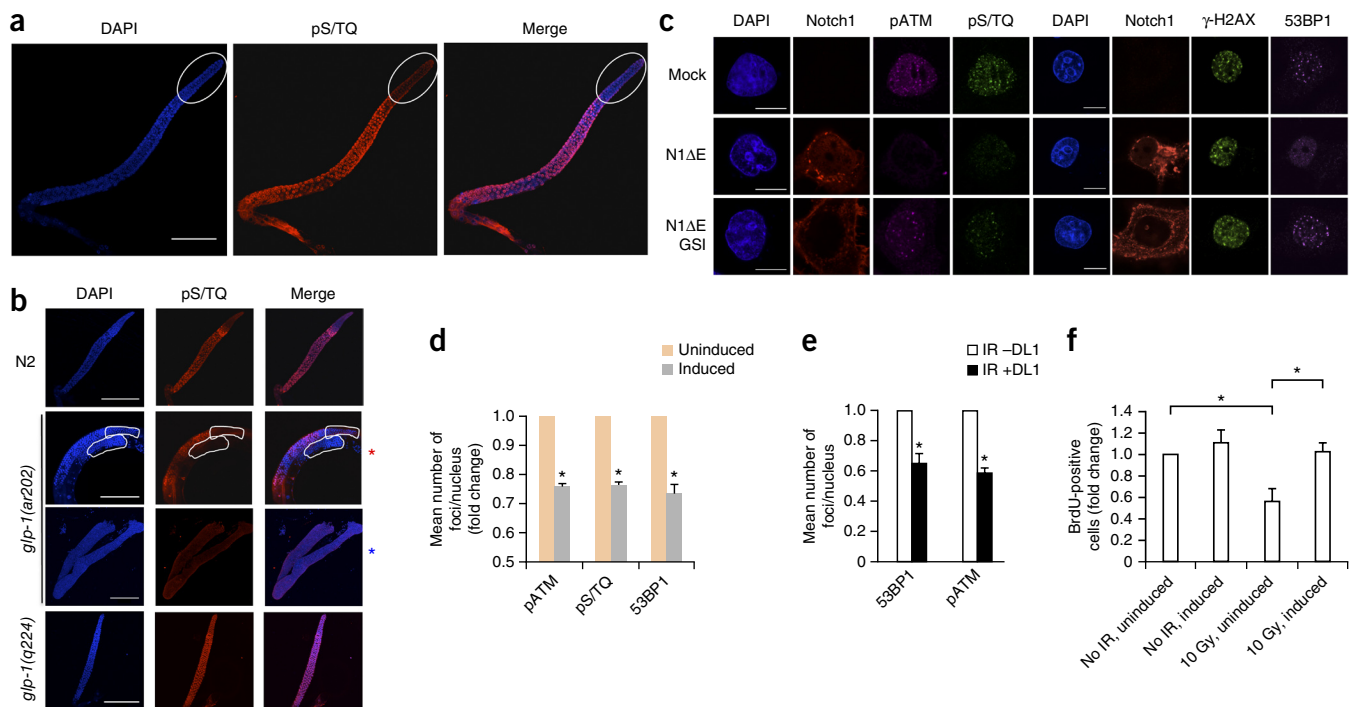 a
DAPI
pS/TQ
Merge
b
DAPI
pS/TQ
Merge
N2
glp-1(ar202)
*
*
glp-1(q224)
c
DAPI
Notch1
pATM
pS/TQ
DAPI
Notch1
γ-H2AX
53BP1
Mock
N1ΔE
N1ΔE
GSI
d
Uninduced
Induced
Mean number of
foci/nucleus
(fold change)
1.0
0.9
0.8
0.7
0.6
0.5
*
*
*
pATM
pS/TQ
53BP1
e
IR –DL1
IR +DL1
Mean number of
foci/nucleus
1.0
0.8
0.6
0.4
0.2
0
*
*
53BP1
pATM
f
*
*
BrdU-positive
cells (fold change)
1.4
1.2
1.0
0.8
0.6
0.4
0.2
0
No IR, uninduced
No IR, induced
10 Gy, uninduced
10 Gy, induced